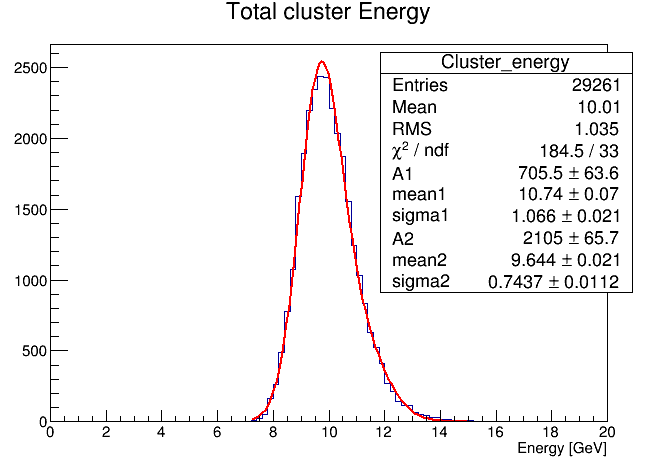 Total cluster Energy
Cluster_energy
Entries 29261
Mean 10.01
RMS 1.035
χ² / ndf 184.5 / 33
A1 705.5 ± 63.6
mean1 10.74 ± 0.07
sigma1 1.066 ± 0.021
A2 2105 ± 65.7
mean2 9.644 ± 0.021
sigma2 0.7437 ± 0.0112
2500
2000
1500
1000
500
0
0 2 4 6 8 10 12 14 16 18 20
Energy [GeV]